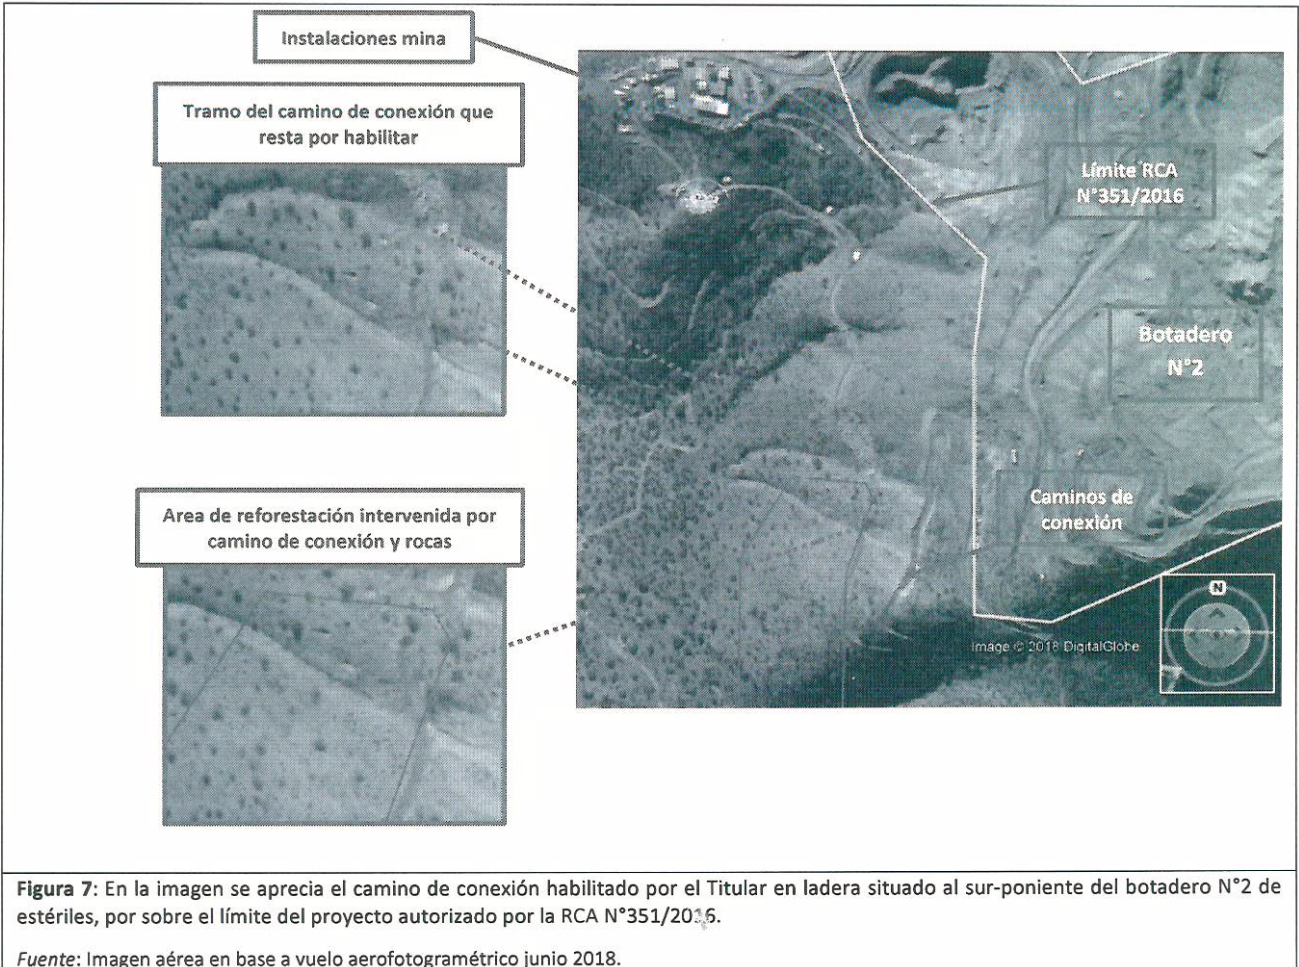 Instalaciones mina
Tramo del camino de conexión que
resta por habilitar
Límite RCA
N°351/2016
Botadero
N°2
Area de reforestación intervenida por
camino de conexión y rocas
Caminos de
conexión
N
Image © 2018 DigitalGlobe
Figura 7: En la imagen se aprecia el camino de conexión habilitado por el Titular en ladera situado al sur-poniente del botadero N°2 de
estériles, por sobre el límite del proyecto autorizado por la RCA N°351/2016.
Fuente: Imagen aérea en base a vuelo aerofotogramétrico junio 2018.